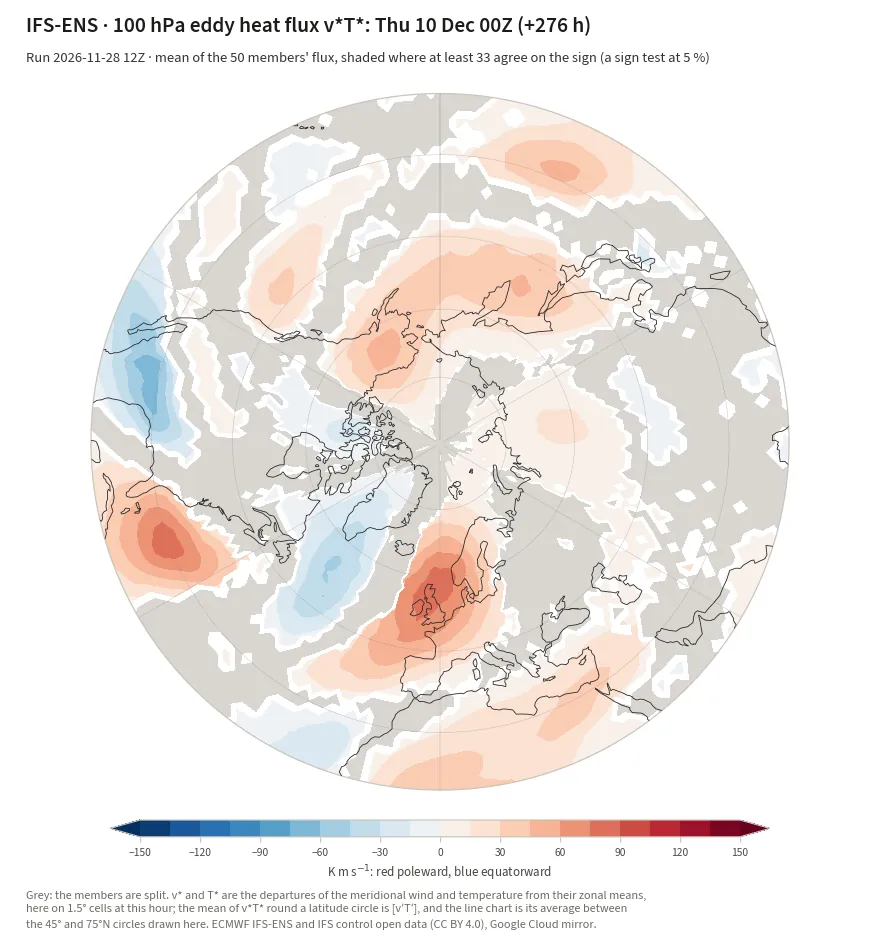 IFS-ENS · 100 hPa eddy heat flux v*T*: Thu 10 Dec 00Z (+276 h)
Run 2026-11-28 12Z · mean of the 50 members' flux, shaded where at least 33 agree on the sign (a sign test at 5 %)
−150 −120 −90 −60 −30 0 30 60 90 120 150
K m s⁻¹: red poleward, blue equatorward
Grey: the members are split. v* and T* are the departures of the meridional wind and temperature from their zonal means,
here on 1.5° cells at this hour; the mean of v*T* round a latitude circle is [v′T′], and the line chart is its average between
the 45° and 75°N circles drawn here. ECMWF IFS-ENS and IFS control open data (CC BY 4.0), Google Cloud mirror.